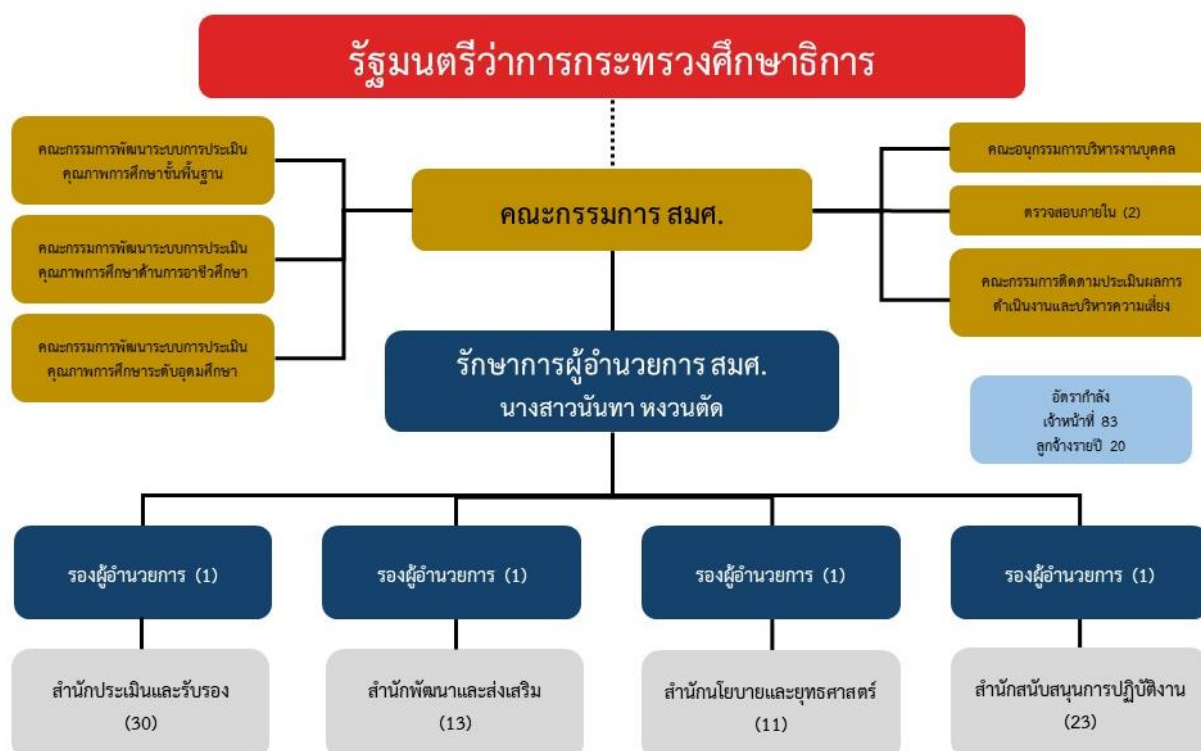 รัฐมนตรีว่าการกระทรวงศึกษาธิการ
คณะกรรมการพัฒนาระบบการประเมิน
คุณภาพการศึกษาขั้นพื้นฐาน
คณะกรรมการพัฒนาระบบการประเมิน
คุณภาพการศึกษาด้านการอาชีวศึกษา
คณะกรรมการพัฒนาระบบการประเมิน
คุณภาพการศึกษาระดับอุดมศึกษา
คณะกรรมการ สมศ.
คณะอนุกรรมการบริหารงานบุคคล
ตรวจสอบภายใน (2)
คณะกรรมการติดตามประเมินผลการ
ดำเนินงานและบริหารความเสี่ยง
รักษาการผู้อำนวยการ สมศ.
นางสาวนันทา หงวนตัด
อัตรากำลัง
เจ้าหน้าที่ 83
ลูกจ้างรายปี 20
รองผู้อำนวยการ (1)
รองผู้อำนวยการ (1)
รองผู้อำนวยการ (1)
รองผู้อำนวยการ (1)
สำนักประเมินและรับรอง
(30)
สำนักพัฒนาและส่งเสริม
(13)
สำนักนโยบายและยุทธศาสตร์
(11)
สำนักสนับสนุนการปฏิบัติงาน
(23)